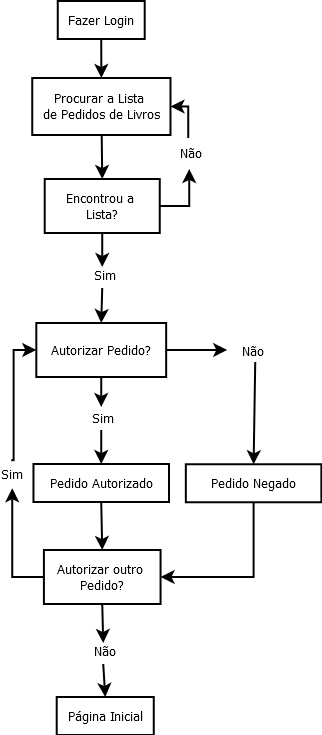 Fazer Login
Procurar a Lista
de Pedidos de Livros
Não
Encontrou a
Lista?
Sim
Autorizar Pedido?
Não
Sim
Sim
Pedido Autorizado
Pedido Negado
Autorizar outro
Pedido?
Não
Página Inicial